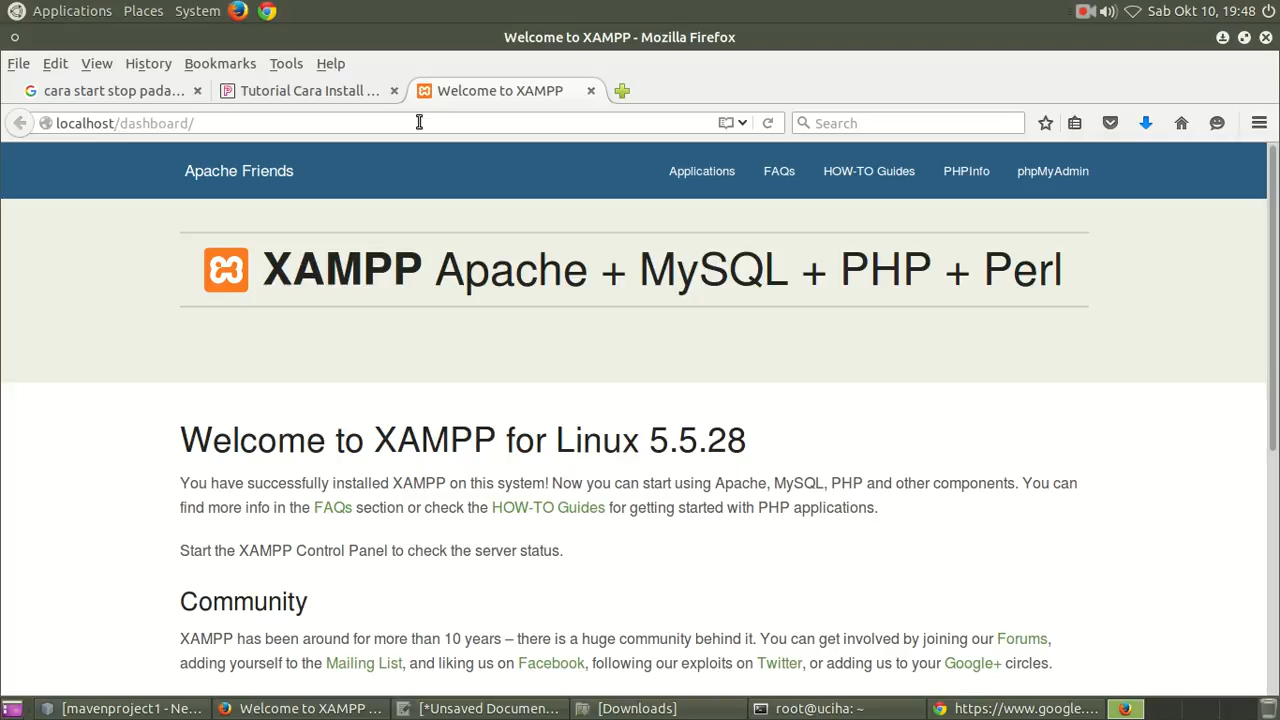 Applications Places System Sab Okt 10, 19:48
Welcome to XAMPP - Mozilla Firefox
File Edit View History Bookmarks Tools Help
cara start stop pada... Tutorial Cara Install ... Welcome to XAMPP
localhost/dashboard/ Search
Apache Friends Applications FAQs HOW-TO Guides PHPInfo phpMyAdmin
XAMPP Apache + MySQL + PHP + Perl
Welcome to XAMPP for Linux 5.5.28
You have successfully installed XAMPP on this system! Now you can start using Apache, MySQL, PHP and other components. You can
find more info in the FAQs section or check the HOW-TO Guides for getting started with PHP applications.
Start the XAMPP Control Panel to check the server status.
Community
XAMPP has been around for more than 10 years – there is a huge community behind it. You can get involved by joining our Forums,
adding yourself to the Mailing List, and liking us on Facebook, following our exploits on Twitter, or adding us to your Google+ circles.
[mavenproject1 - Ne... Welcome to XAMPP ... [*Unsaved Documen... [Downloads] root@uciha: ~ https://www.google....